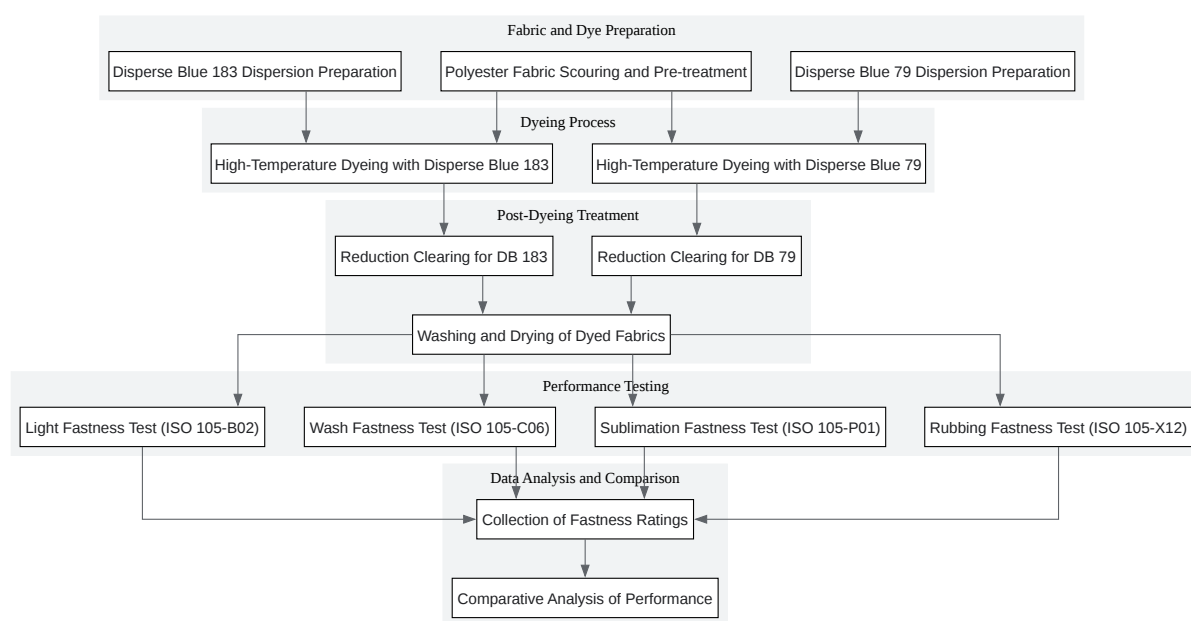 Fabric and Dye Preparation
Disperse Blue 183 Dispersion Preparation
Polyester Fabric Scouring and Pre-treatment
Disperse Blue 79 Dispersion Preparation
Dyeing Process
High-Temperature Dyeing with Disperse Blue 183
High-Temperature Dyeing with Disperse Blue 79
Post-Dyeing Treatment
Reduction Clearing for DB 183
Reduction Clearing for DB 79
Washing and Drying of Dyed Fabrics
Performance Testing
Light Fastness Test (ISO 105-B02)
Wash Fastness Test (ISO 105-C06)
Sublimation Fastness Test (ISO 105-P01)
Rubbing Fastness Test (ISO 105-X12)
Data Analysis and Comparison
Collection of Fastness Ratings
Comparative Analysis of Performance